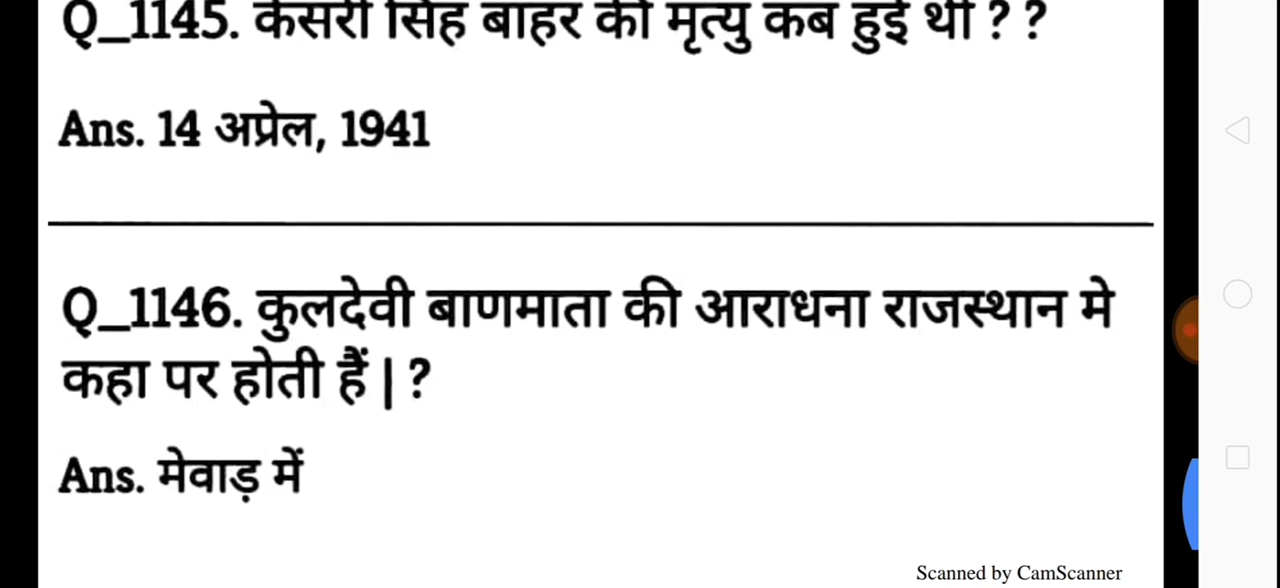 Q_1145. केसरी सिंह बाहर की मृत्यु कब हुई थी ? ?
Ans. 14 अप्रेल, 1941
Q_1146. कुलदेवी बाणमाता की आराधना राजस्थान मे
कहा पर होती हैं | ?
Ans. मेवाड़ में
Scanned by CamScanner